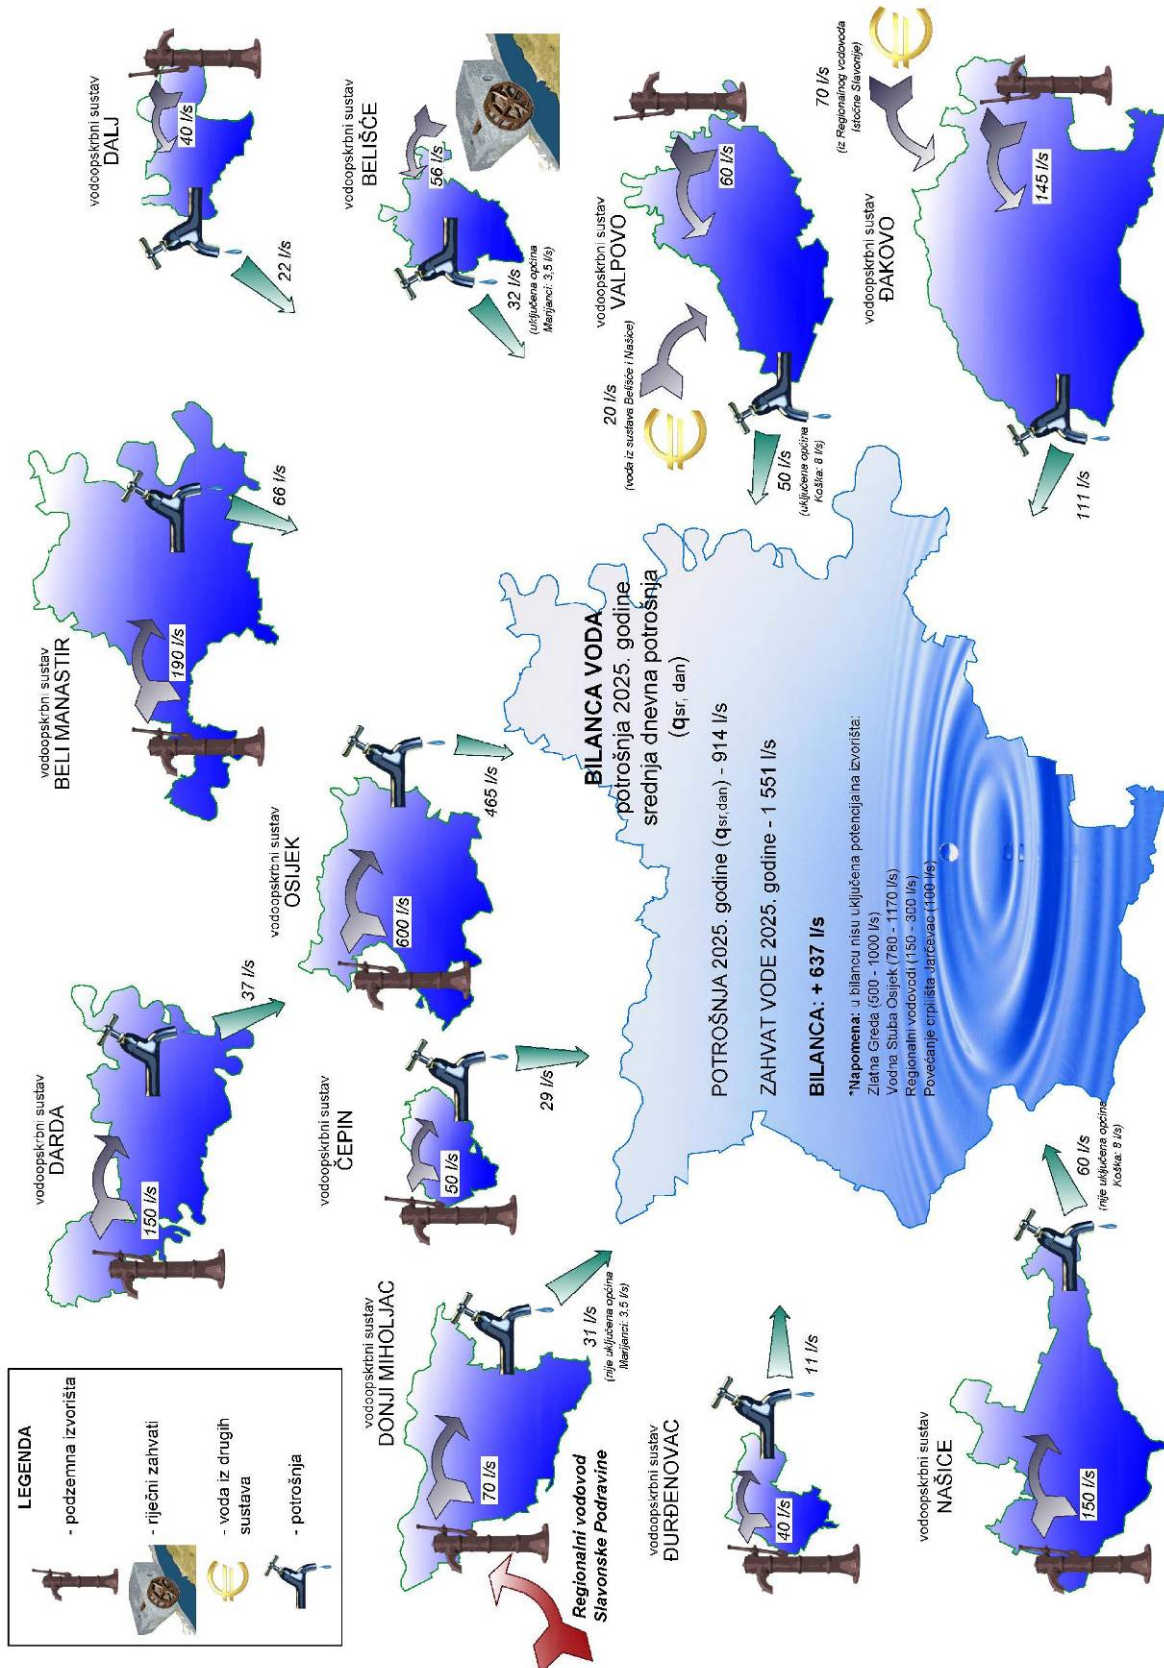 LEGENDA
- podzemna izvorišta
- riječni zahvati
- voda iz drugih
sustava
- potrošnja
vodoopskrbni sustav
DARDA
150 l/s
37 l/s
vodoopskrbni sustav
BELI MANASTIR
190 l/s
66 l/s
vodoopskrbni sustav
DALJ
40 l/s
22 l/s
vodoopskrbni sustav
DONJI MIHOLJAC
70 l/s
31 l/s
(nije uključena općina
Marijanci: 3,5 l/s)
Regionalni vodovod
Slavonske Podravine
vodoopskrbni sustav
ČEPIN
50 l/s
29 l/s
vodoopskrbni sustav
OSIJEK
600 l/s
465 l/s
vodoopskrbni sustav
BELIŠĆE
56 l/s
32 l/s
(uključena općina
Marijanci: 3,5 l/s)
vodoopskrbni sustav
ĐURĐENOVAC
40 l/s
11 l/s
BILANCA VODA
potrošnja 2025. godine
srednja dnevna potrošnja
(qsr, dan)
POTROŠNJA 2025. godine (qsr,dan) - 914 l/s
ZAHVAT VODE 2025. godine - 1 551 l/s
BILANCA: + 637 l/s
*Napomena: u bilancu nisu uključena potencijalna izvorišta:
Zlatna Greda (500 - 1000 l/s)
Vodna Stuba Osijek (780 - 1170 l/s)
Regionalni vodovodi (150 - 300 l/s)
Povećanje crpilišta Jarčevac (100 l/s)
vodoopskrbni sustav
VALPOVO
20 l/s
(voda iz sustava Belišće i Našice)
60 l/s
50 l/s
(uključena općina
Koška: 8 l/s)
vodoopskrbni sustav
NAŠICE
150 l/s
60 l/s
(nije uključena općina
Koška: 8 l/s)
vodoopskrbni sustav
ĐAKOVO
70 l/s
(iz Regionalnog vodovoda
Istočne Slavonije)
145 l/s
111 l/s